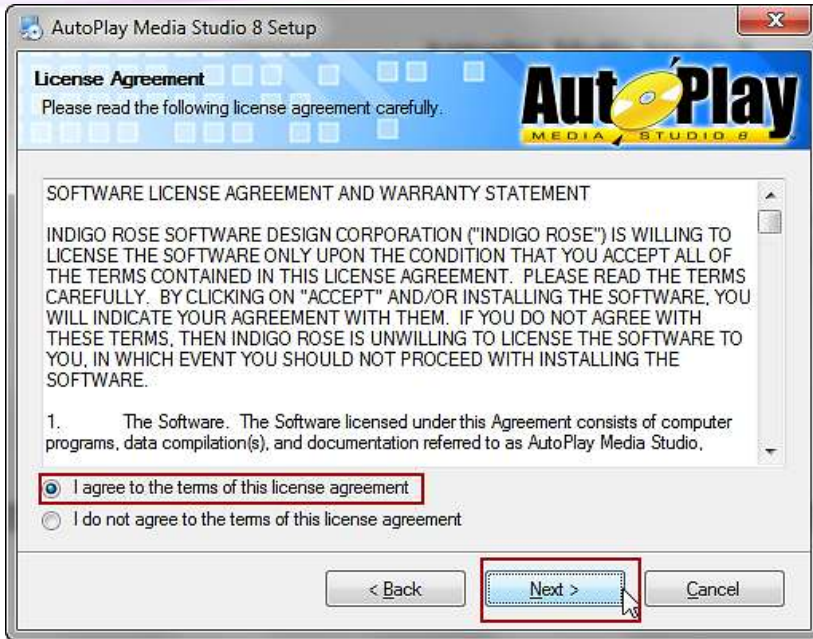 AutoPlay Media Studio 8 Setup
License Agreement
Please read the following license agreement carefully.
AutoPlay
MEDIA STUDIO 8
SOFTWARE LICENSE AGREEMENT AND WARRANTY STATEMENT
INDIGO ROSE SOFTWARE DESIGN CORPORATION ("INDIGO ROSE") IS WILLING TO
LICENSE THE SOFTWARE ONLY UPON THE CONDITION THAT YOU ACCEPT ALL OF
THE TERMS CONTAINED IN THIS LICENSE AGREEMENT. PLEASE READ THE TERMS
CAREFULLY. BY CLICKING ON "ACCEPT" AND/OR INSTALLING THE SOFTWARE, YOU
WILL INDICATE YOUR AGREEMENT WITH THEM. IF YOU DO NOT AGREE WITH
THESE TERMS, THEN INDIGO ROSE IS UNWILLING TO LICENSE THE SOFTWARE TO
YOU, IN WHICH EVENT YOU SHOULD NOT PROCEED WITH INSTALLING THE
SOFTWARE.
1. The Software. The Software licensed under this Agreement consists of computer
programs, data compilation(s), and documentation referred to as AutoPlay Media Studio,
I agree to the terms of this license agreement
I do not agree to the terms of this license agreement
< Back
Next >
Cancel